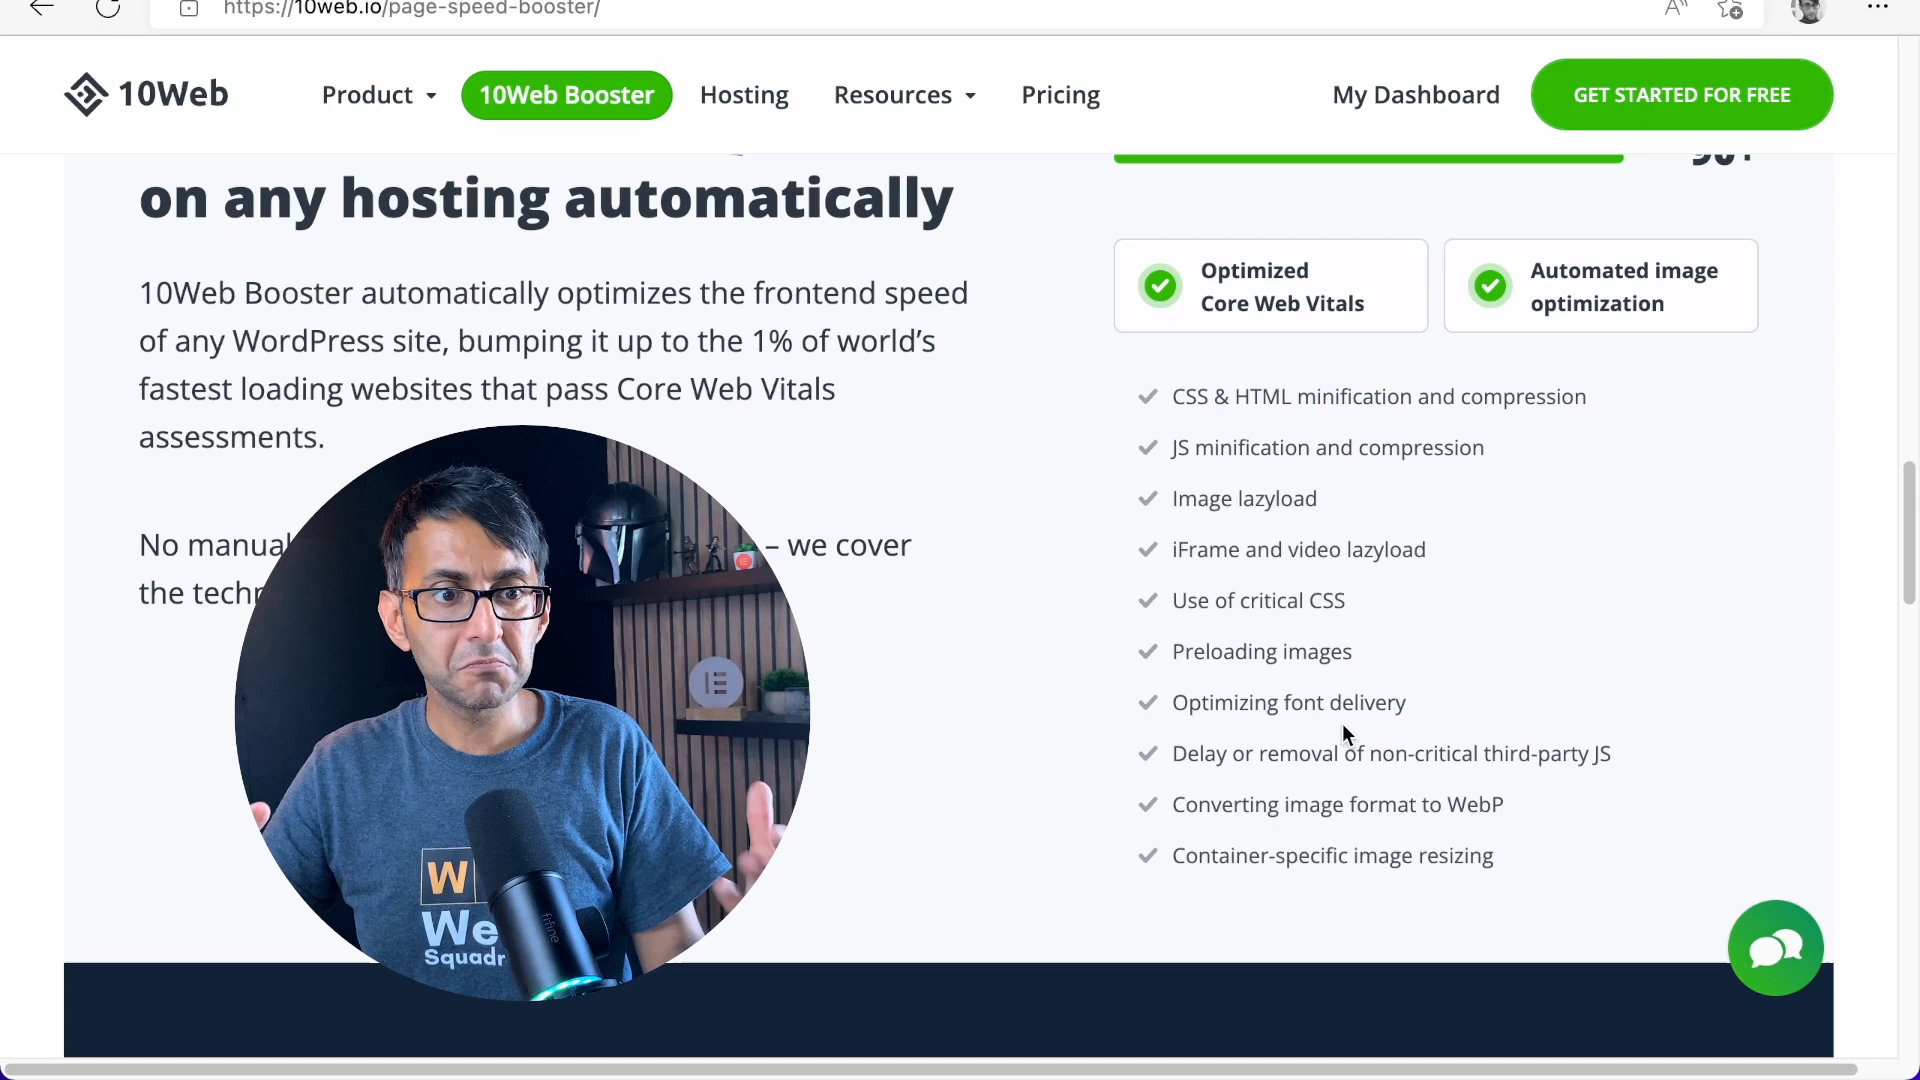 https://10web.io/page-speed-booster/
10Web
Product
10Web Booster
Hosting
Resources
Pricing
My Dashboard
GET STARTED FOR FREE
on any hosting automatically
10Web Booster automatically optimizes the frontend speed
of any WordPress site, bumping it up to the 1% of world's
fastest loading websites that pass Core Web Vitals
assessments.
No manual – we cover
the
Optimized
Core Web Vitals
Automated image
optimization
CSS & HTML minification and compression
JS minification and compression
Image lazyload
iFrame and video lazyload
Use of critical CSS
Preloading images
Optimizing font delivery
Delay or removal of non-critical third-party JS
Converting image format to WebP
Container-specific image resizing
W
We
Squadr
fifine